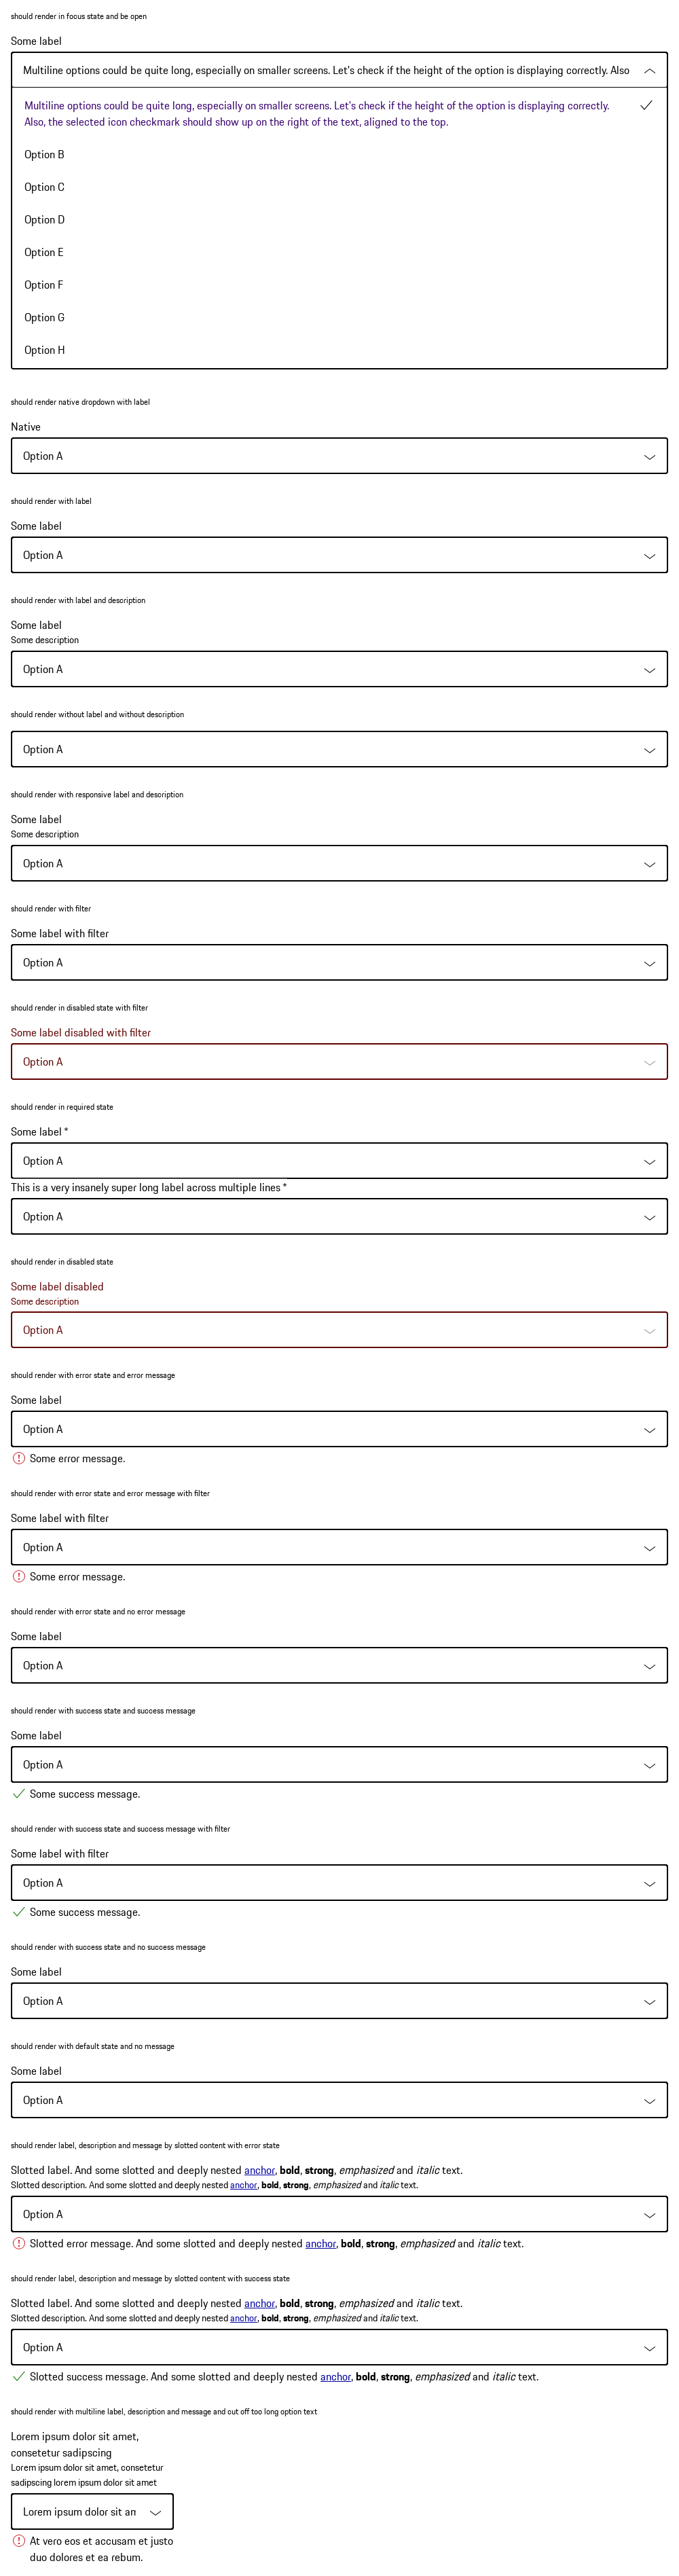 should render in focus state and be open
Some label
Multiline options could be quite long, especially on smaller screens. Let's check if the height of the option is displaying correctly. Also
Multiline options could be quite long, especially on smaller screens. Let's check if the height of the option is displaying correctly.
Also, the selected icon checkmark should show up on the right of the text, aligned to the top.
Option B
Option C
Option D
Option E
Option F
Option G
Option H
should render native dropdown with label
Native
Option A
should render with label
Some label
Option A
should render with label and description
Some label
Some description
Option A
should render without label and without description
Option A
should render with responsive label and description
Some label
Some description
Option A
should render with filter
Some label with filter
Option A
should render in disabled state with filter
Some label disabled with filter
Option A
should render in required state
Some label *
Option A
This is a very insanely super long label across multiple lines *
Option A
should render in disabled state
Some label disabled
Some description
Option A
should render with error state and error message
Some label
Option A
Some error message.
should render with error state and error message with filter
Some label with filter
Option A
Some error message.
should render with error state and no error message
Some label
Option A
should render with success state and success message
Some label
Option A
Some success message.
should render with success state and success message with filter
Some label with filter
Option A
Some success message.
should render with success state and no success message
Some label
Option A
should render with default state and no message
Some label
Option A
should render label, description and message by slotted content with error state
Slotted label. And some slotted and deeply nested anchor, bold, strong, emphasized and italic text.
Slotted description. And some slotted and deeply nested anchor, bold, strong, emphasized and italic text.
Option A
Slotted error message. And some slotted and deeply nested anchor, bold, strong, emphasized and italic text.
should render label, description and message by slotted content with success state
Slotted label. And some slotted and deeply nested anchor, bold, strong, emphasized and italic text.
Slotted description. And some slotted and deeply nested anchor, bold, strong, emphasized and italic text.
Option A
Slotted success message. And some slotted and deeply nested anchor, bold, strong, emphasized and italic text.
should render with multiline label, description and message and cut off too long option text
Lorem ipsum dolor sit amet,
consetetur sadipscing
Lorem ipsum dolor sit amet, consetetur
sadipscing lorem ipsum dolor sit amet
Lorem ipsum dolor sit am
At vero eos et accusam et justo
duo dolores et ea rebum.